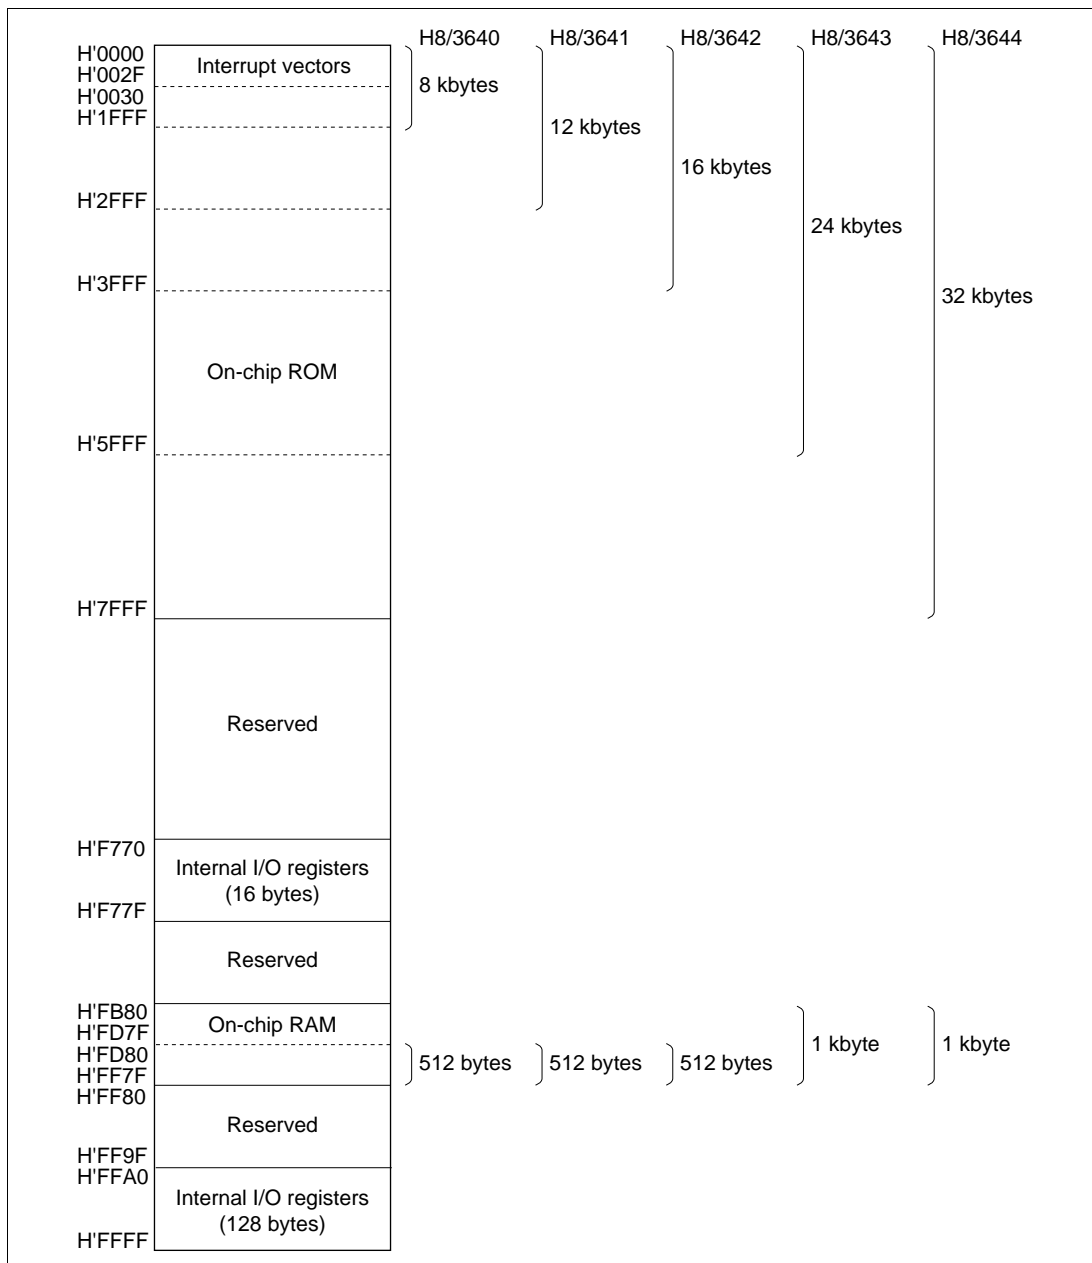 H8/3640 H8/3641 H8/3642 H8/3643 H8/3644
H'0000
Interrupt vectors
H'002F
H'0030
8 kbytes
H'1FFF
12 kbytes
16 kbytes
H'2FFF
24 kbytes
H'3FFF
32 kbytes
On-chip ROM
H'5FFF
H'7FFF
Reserved
H'F770
Internal I/O registers
(16 bytes)
H'F77F
Reserved
H'FB80
On-chip RAM
H'FD7F
1 kbyte 1 kbyte
H'FD80
512 bytes 512 bytes 512 bytes
H'FF7F
H'FF80
Reserved
H'FF9F
H'FFA0
Internal I/O registers
(128 bytes)
H'FFFF